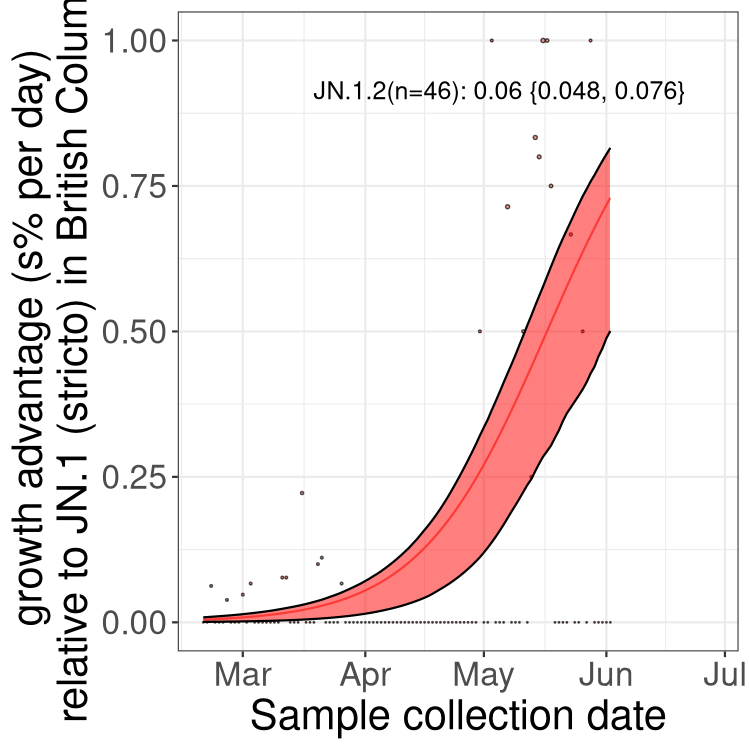 growth advantage (s% per day)
relative to JN.1 (stricto) in British Colum
1.00
0.75
0.50
0.25
0.00
JN.1.2(n=46): 0.06 {0.048, 0.076}
Mar Apr May Jun Jul
Sample collection date